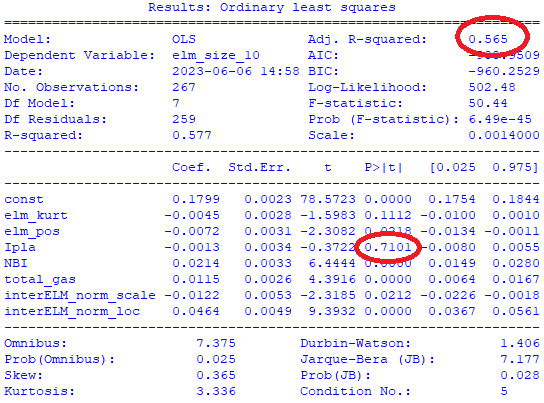 Results: Ordinary least squares
Model: OLS Adj. R-squared: 0.565
Dependent Variable: elm_size_10 AIC: 9509
Date: 2023-06-06 14:58 BIC: -960.2529
No. Observations: 267 Log-Likelihood: 502.48
Df Model: 7 F-statistic: 50.44
Df Residuals: 259 Prob (F-statistic): 6.49e-45
R-squared: 0.577 Scale: 0.0014000
Coef. Std.Err. t P>|t| [0.025 0.975]
const 0.1799 0.0023 78.5723 0.0000 0.1754 0.1844
elm_kurt -0.0045 0.0028 -1.5983 0.1112 -0.0100 0.0010
elm_pos -0.0072 0.0031 -2.3082 0.0218 -0.0134 -0.0011
Ipla -0.0013 0.0034 -0.3722 0.7101 -0.0080 0.0055
NBI 0.0214 0.0033 6.4444 0.0000 0.0149 0.0280
total_gas 0.0115 0.0026 4.3916 0.0000 0.0064 0.0167
interELM_norm_scale -0.0122 0.0053 -2.3185 0.0212 -0.0226 -0.0018
interELM_norm_loc 0.0464 0.0049 9.3932 0.0000 0.0367 0.0561
Omnibus: 7.375 Durbin-Watson: 1.406
Prob(Omnibus): 0.025 Jarque-Bera (JB): 7.177
Skew: 0.365 Prob(JB): 0.028
Kurtosis: 3.336 Condition No.: 5